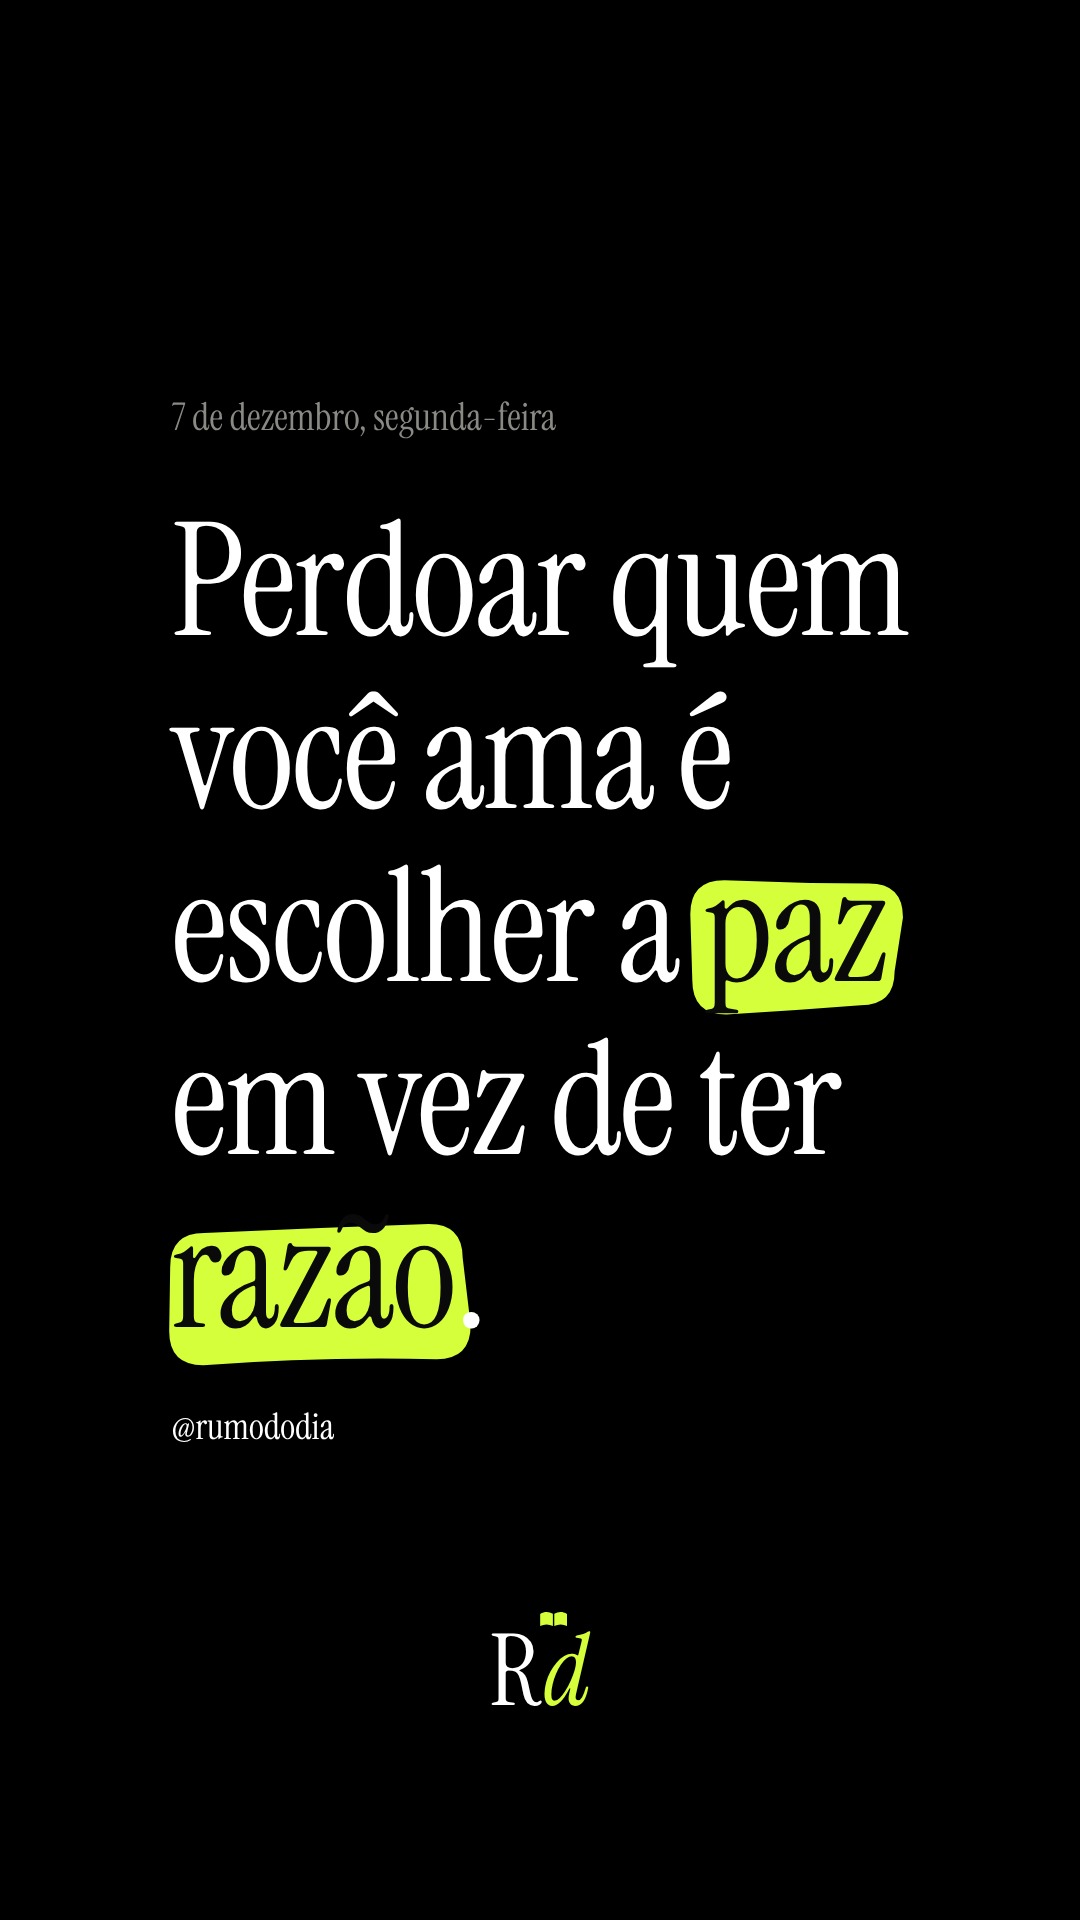 7 de dezembro, segunda-feira
Perdoar quem
você ama é
escolher a paz
em vez de ter
razão.
@rumododia
Rd